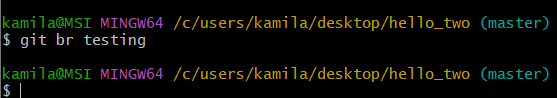 kamila@MSI MINGW64 /c/users/kamila/desktop/hello_two (master)
$ git br testing
kamila@MSI MINGW64 /c/users/kamila/desktop/hello_two (master)
$